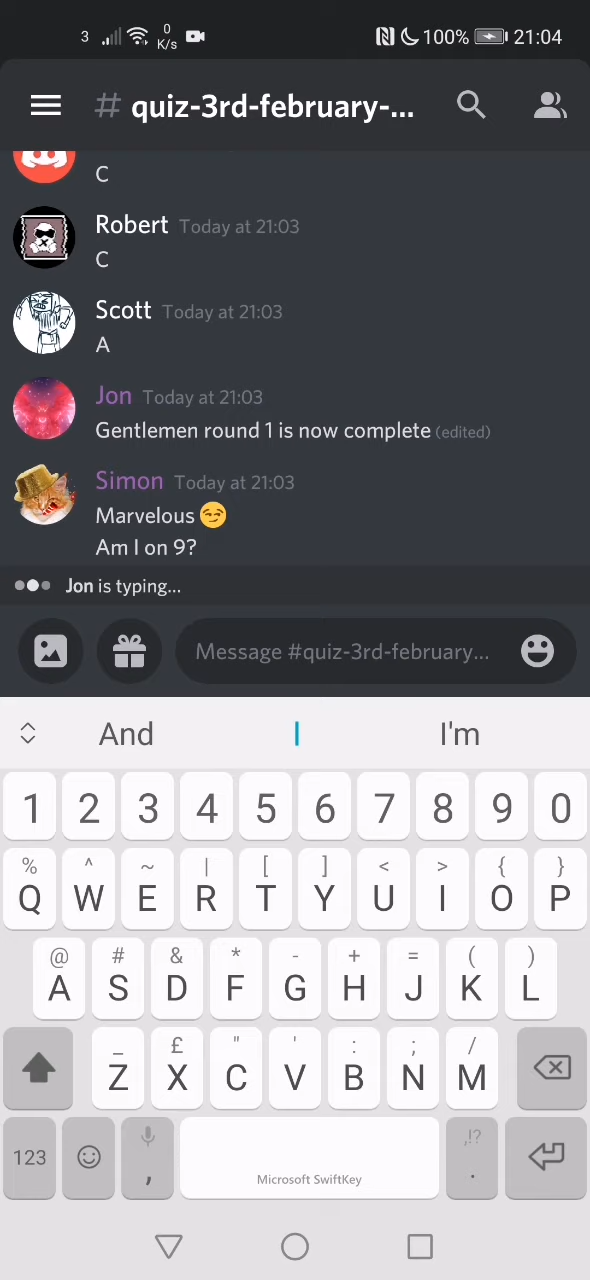 3 0 K/s 100% 21:04
# quiz-3rd-february-...
C
Robert Today at 21:03
C
Scott Today at 21:03
A
Jon Today at 21:03
Gentlemen round 1 is now complete (edited)
Simon Today at 21:03
Marvelous 😏
Am I on 9?
Jon is typing...
Message #quiz-3rd-february...
And I I'm
1 2 3 4 5 6 7 8 9 0
% ^ ~ | [ ] < > { }
Q W E R T Y U I O P
@ # & * - + = ( )
A S D F G H J K L
_ £ " ' : ; /
Z X C V B N M
123 , Microsoft SwiftKey ,!? .